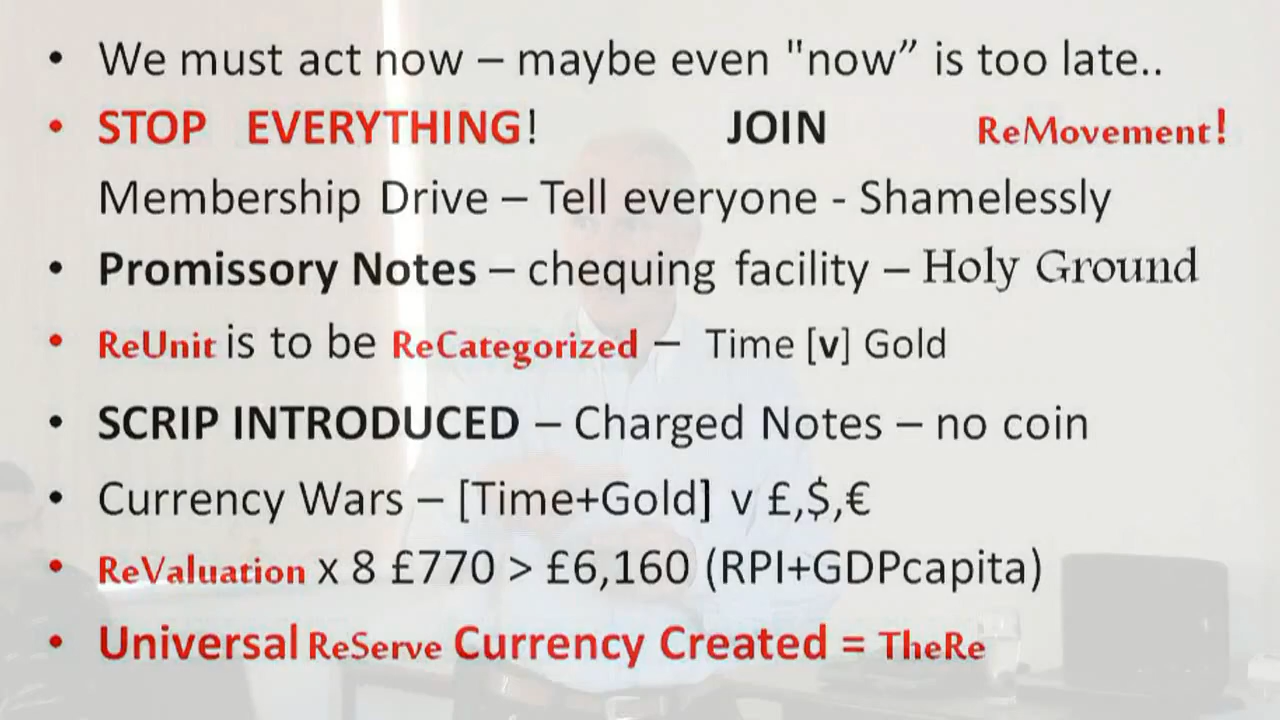 • We must act now – maybe even "now” is too late..
• STOP EVERYTHING! JOIN ReMovement!
Membership Drive – Tell everyone - Shamelessly
• Promissory Notes – chequing facility – Holy Ground
• ReUnit is to be ReCategorized – Time [v] Gold
• SCRIP INTRODUCED – Charged Notes – no coin
• Currency Wars – [Time+Gold] v £,$,€
• ReValuation x 8 £770 > £6,160 (RPI+GDPcapita)
• Universal ReServe Currency Created = TheRe